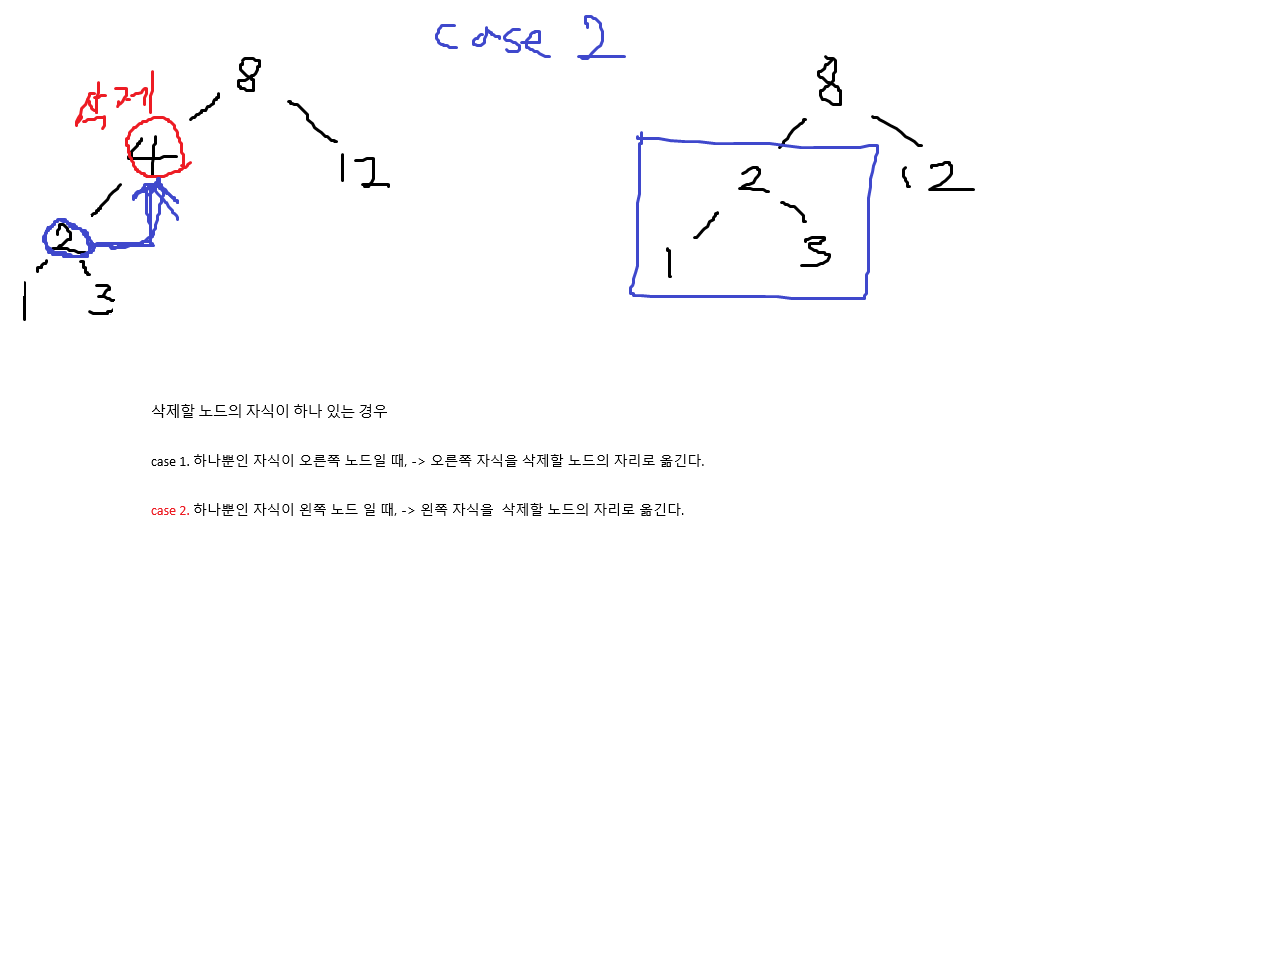 case 2
삭제
8
4
12
2
1 3
8
2 12
1 3
삭제할 노드의 자식이 하나 있는 경우
case 1. 하나뿐인 자식이 오른쪽 노드일 때, -> 오른쪽 자식을 삭제할 노드의 자리로 옮긴다.
case 2. 하나뿐인 자식이 왼쪽 노드 일 때, -> 왼쪽 자식을  삭제할 노드의 자리로 옮긴다.